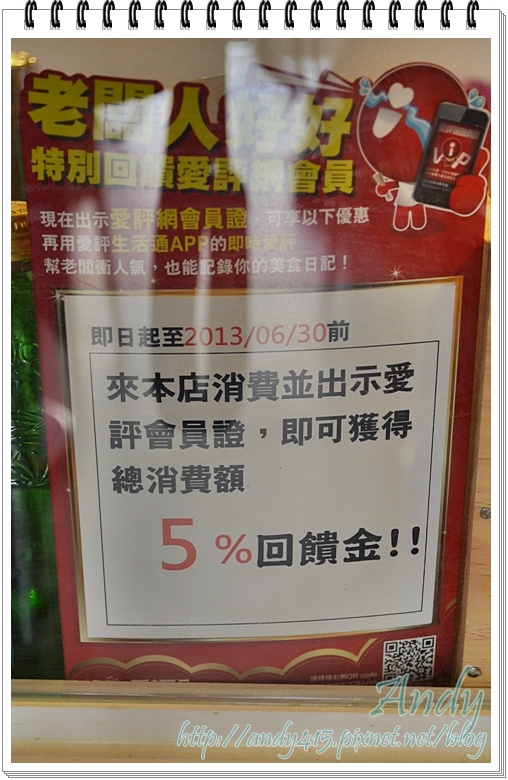 老闆人好好
特別回饋愛評網會員
現在出示愛評網會員證，可享以下優惠
再用愛評生活通APP的即時愛評
幫老闆衝人氣，也能記錄你的美食日記！
即日起至2013/06/30前
來本店消費並出示愛
評會員證，即可獲得
總消費額
5%回饋金!!
Andy
http://andy415.pixnet.net/blog